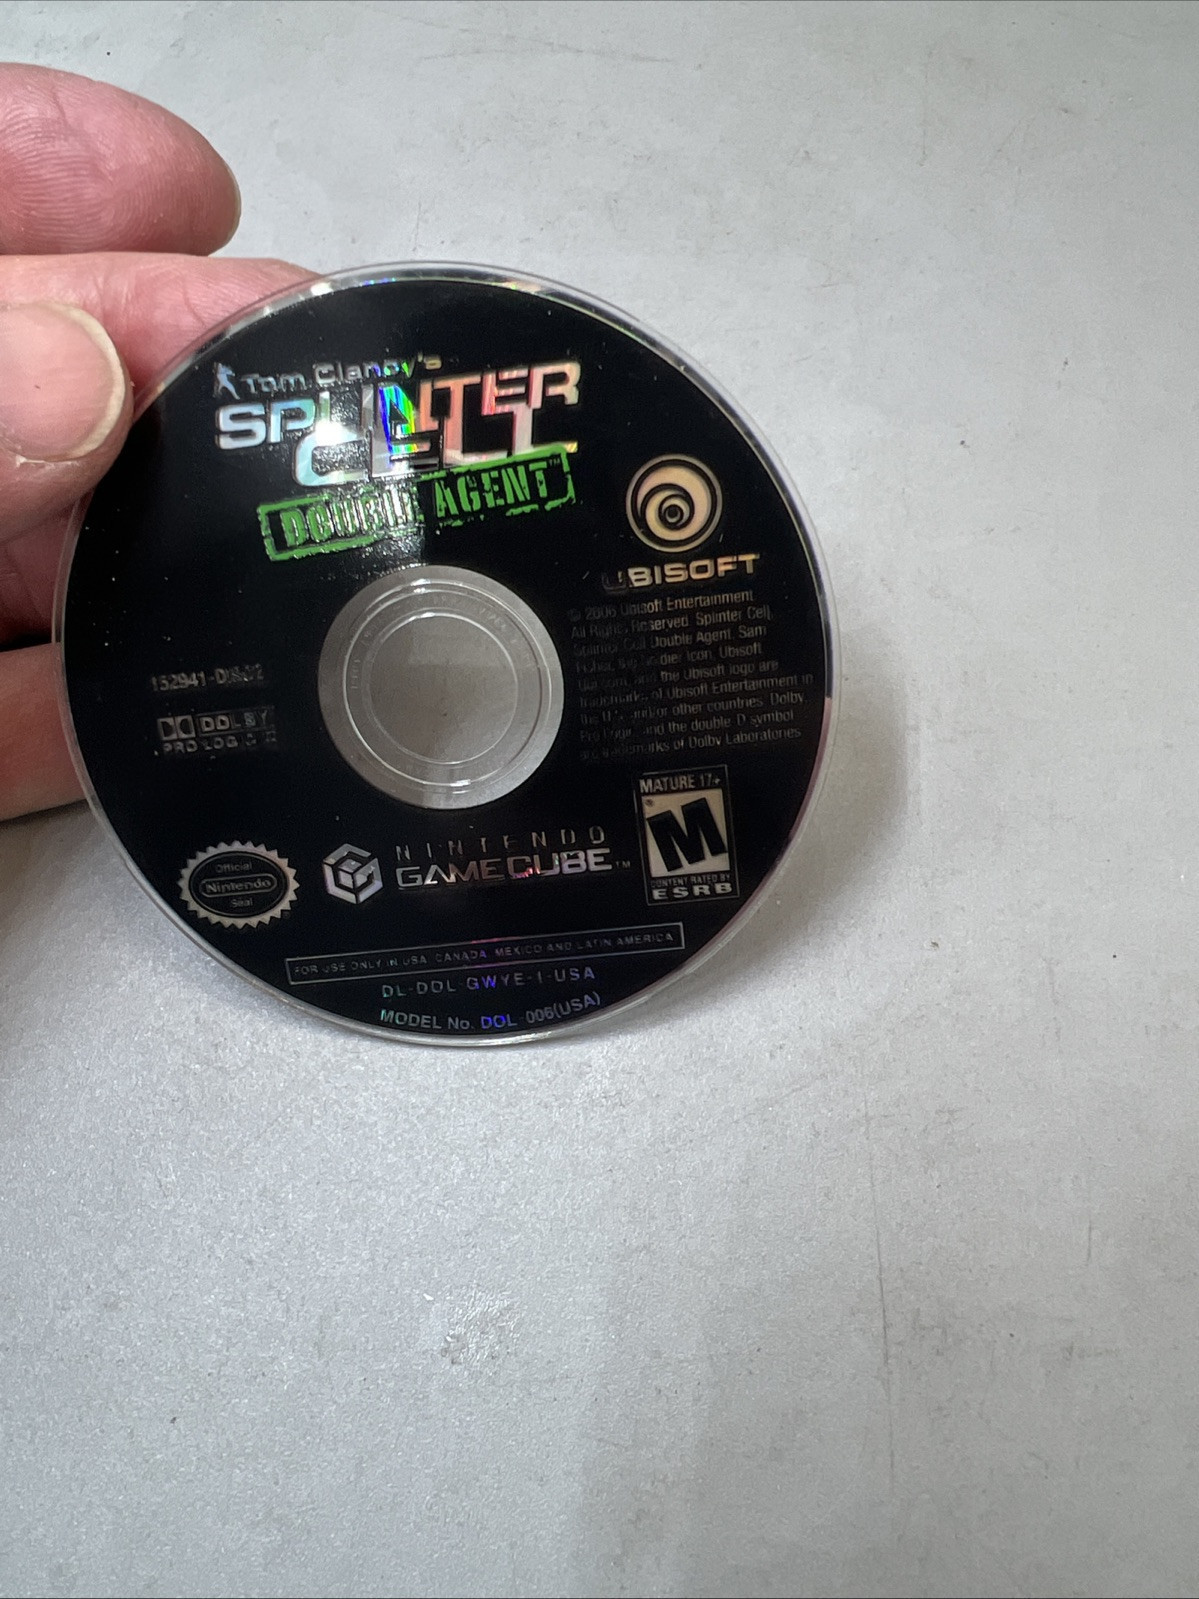 Tom Clancy's
SPLINTER
CELL
DOUBLE AGENT™
UBISOFT
© 2006 Ubisoft Entertainment.
All Rights Reserved. Splinter Cell,
Splinter Cell Double Agent, Sam
Fisher, the Soldier Icon, Ubisoft,
and the Ubisoft logo are
trademarks of Ubisoft Entertainment in
the U.S. and/or other countries. Dolby,
Pro Logic, and the double-D symbol
are trademarks of Dolby Laboratories.
152941-DISC2
DOLBY
PRO LOGIC II
MATURE 17+
M
CONTENT RATED BY
ESRB
Official
Nintendo
Seal
NINTENDO
GAMECUBE™
FOR USE ONLY IN USA, CANADA, MEXICO AND LATIN AMERICA
DL-DOL-GWYE-1-USA
MODEL No. DOL-006(USA)